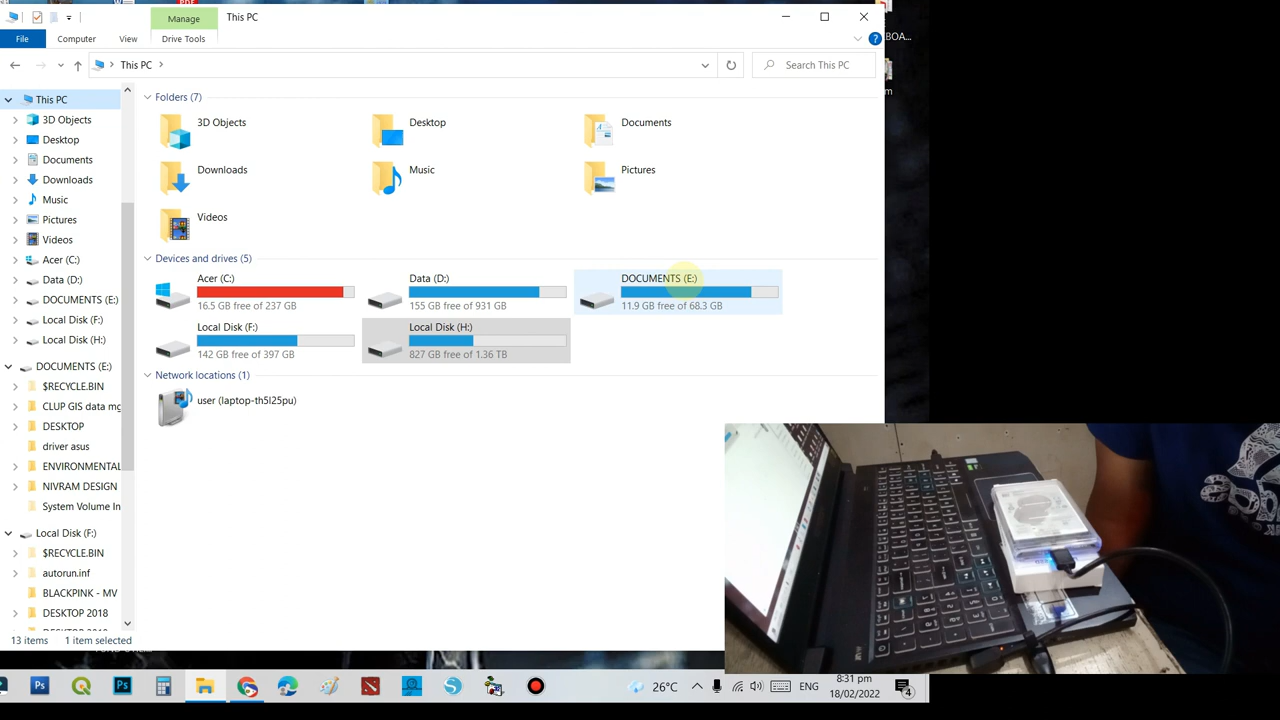 Manage
This PC
File
Computer
View
Drive Tools
This PC
Search This PC
This PC
3D Objects
Desktop
Documents
Downloads
Music
Pictures
Videos
Acer (C:)
Data (D:)
DOCUMENTS (E:)
Local Disk (F:)
Local Disk (H:)
DOCUMENTS (E:)
$RECYCLE.BIN
CLUP GIS data mg
DESKTOP
driver asus
ENVIRONMENTAL
NIVRAM DESIGN
System Volume In
Local Disk (F:)
$RECYCLE.BIN
autorun.inf
BLACKPINK - MV
DESKTOP 2018
Folders (7)
3D Objects
Desktop
Documents
Downloads
Music
Pictures
Videos
Devices and drives (5)
Acer (C:)
16.5 GB free of 237 GB
Data (D:)
155 GB free of 931 GB
DOCUMENTS (E:)
11.9 GB free of 68.3 GB
Local Disk (F:)
142 GB free of 397 GB
Local Disk (H:)
827 GB free of 1.36 TB
Network locations (1)
user (laptop-th5l25pu)
13 items
1 item selected
BOA...
m
PDF
Ps
Ps
26°C
ENG
8:31 pm
18/02/2022
4